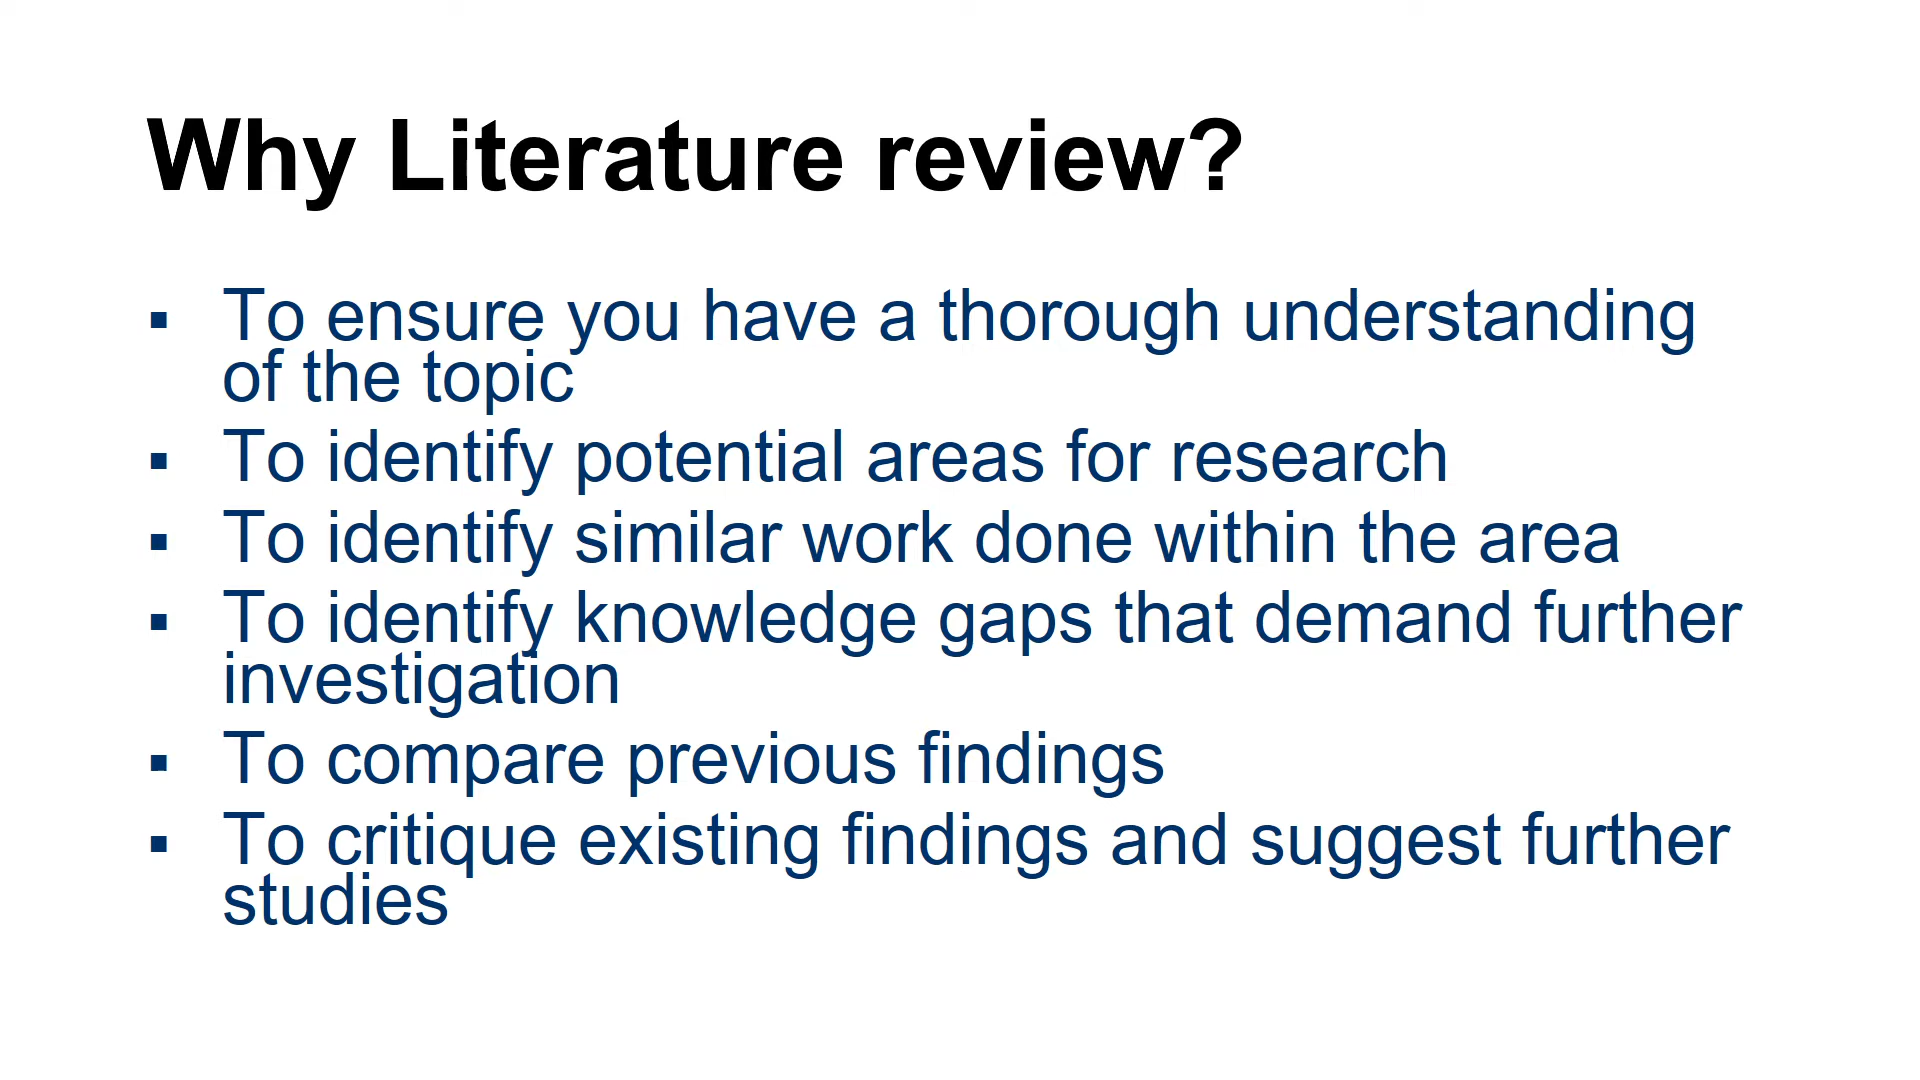 Why Literature review?
▪ To ensure you have a thorough understanding
of the topic
▪ To identify potential areas for research
▪ To identify similar work done within the area
▪ To identify knowledge gaps that demand further
investigation
▪ To compare previous findings
▪ To critique existing findings and suggest further
studies